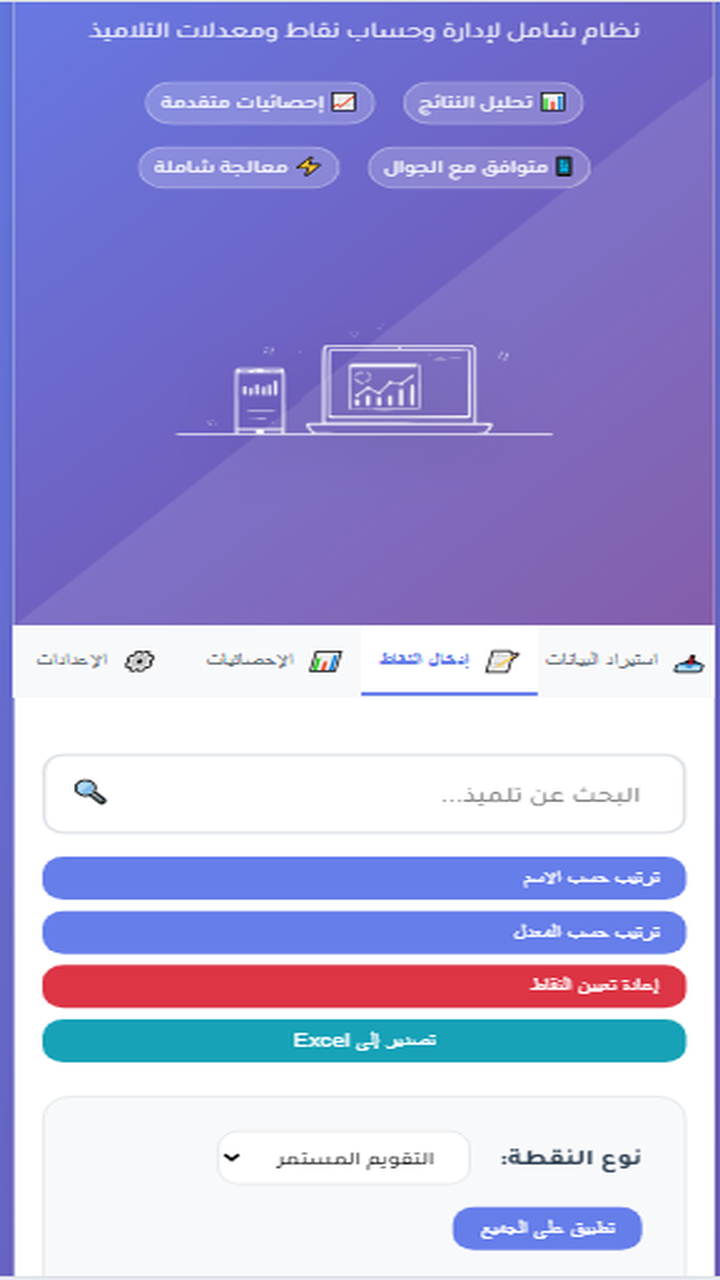 نظام شامل لإدارة وحساب نقاط ومعدلات التلاميذ
تحليل النتائج
إحصائيات متقدمة
متوافق مع الجوال
معالجة شاملة
استيراد البيانات
إدخال النقاط
الإحصائيات
الإعدادات
البحث عن تلميذ...
ترتيب حسب الاسم
ترتيب حسب المعدل
إعادة تعيين النقاط
تصدير إلى Excel
نوع النقطة:
التقويم المستمر
تطبيق على الجميع